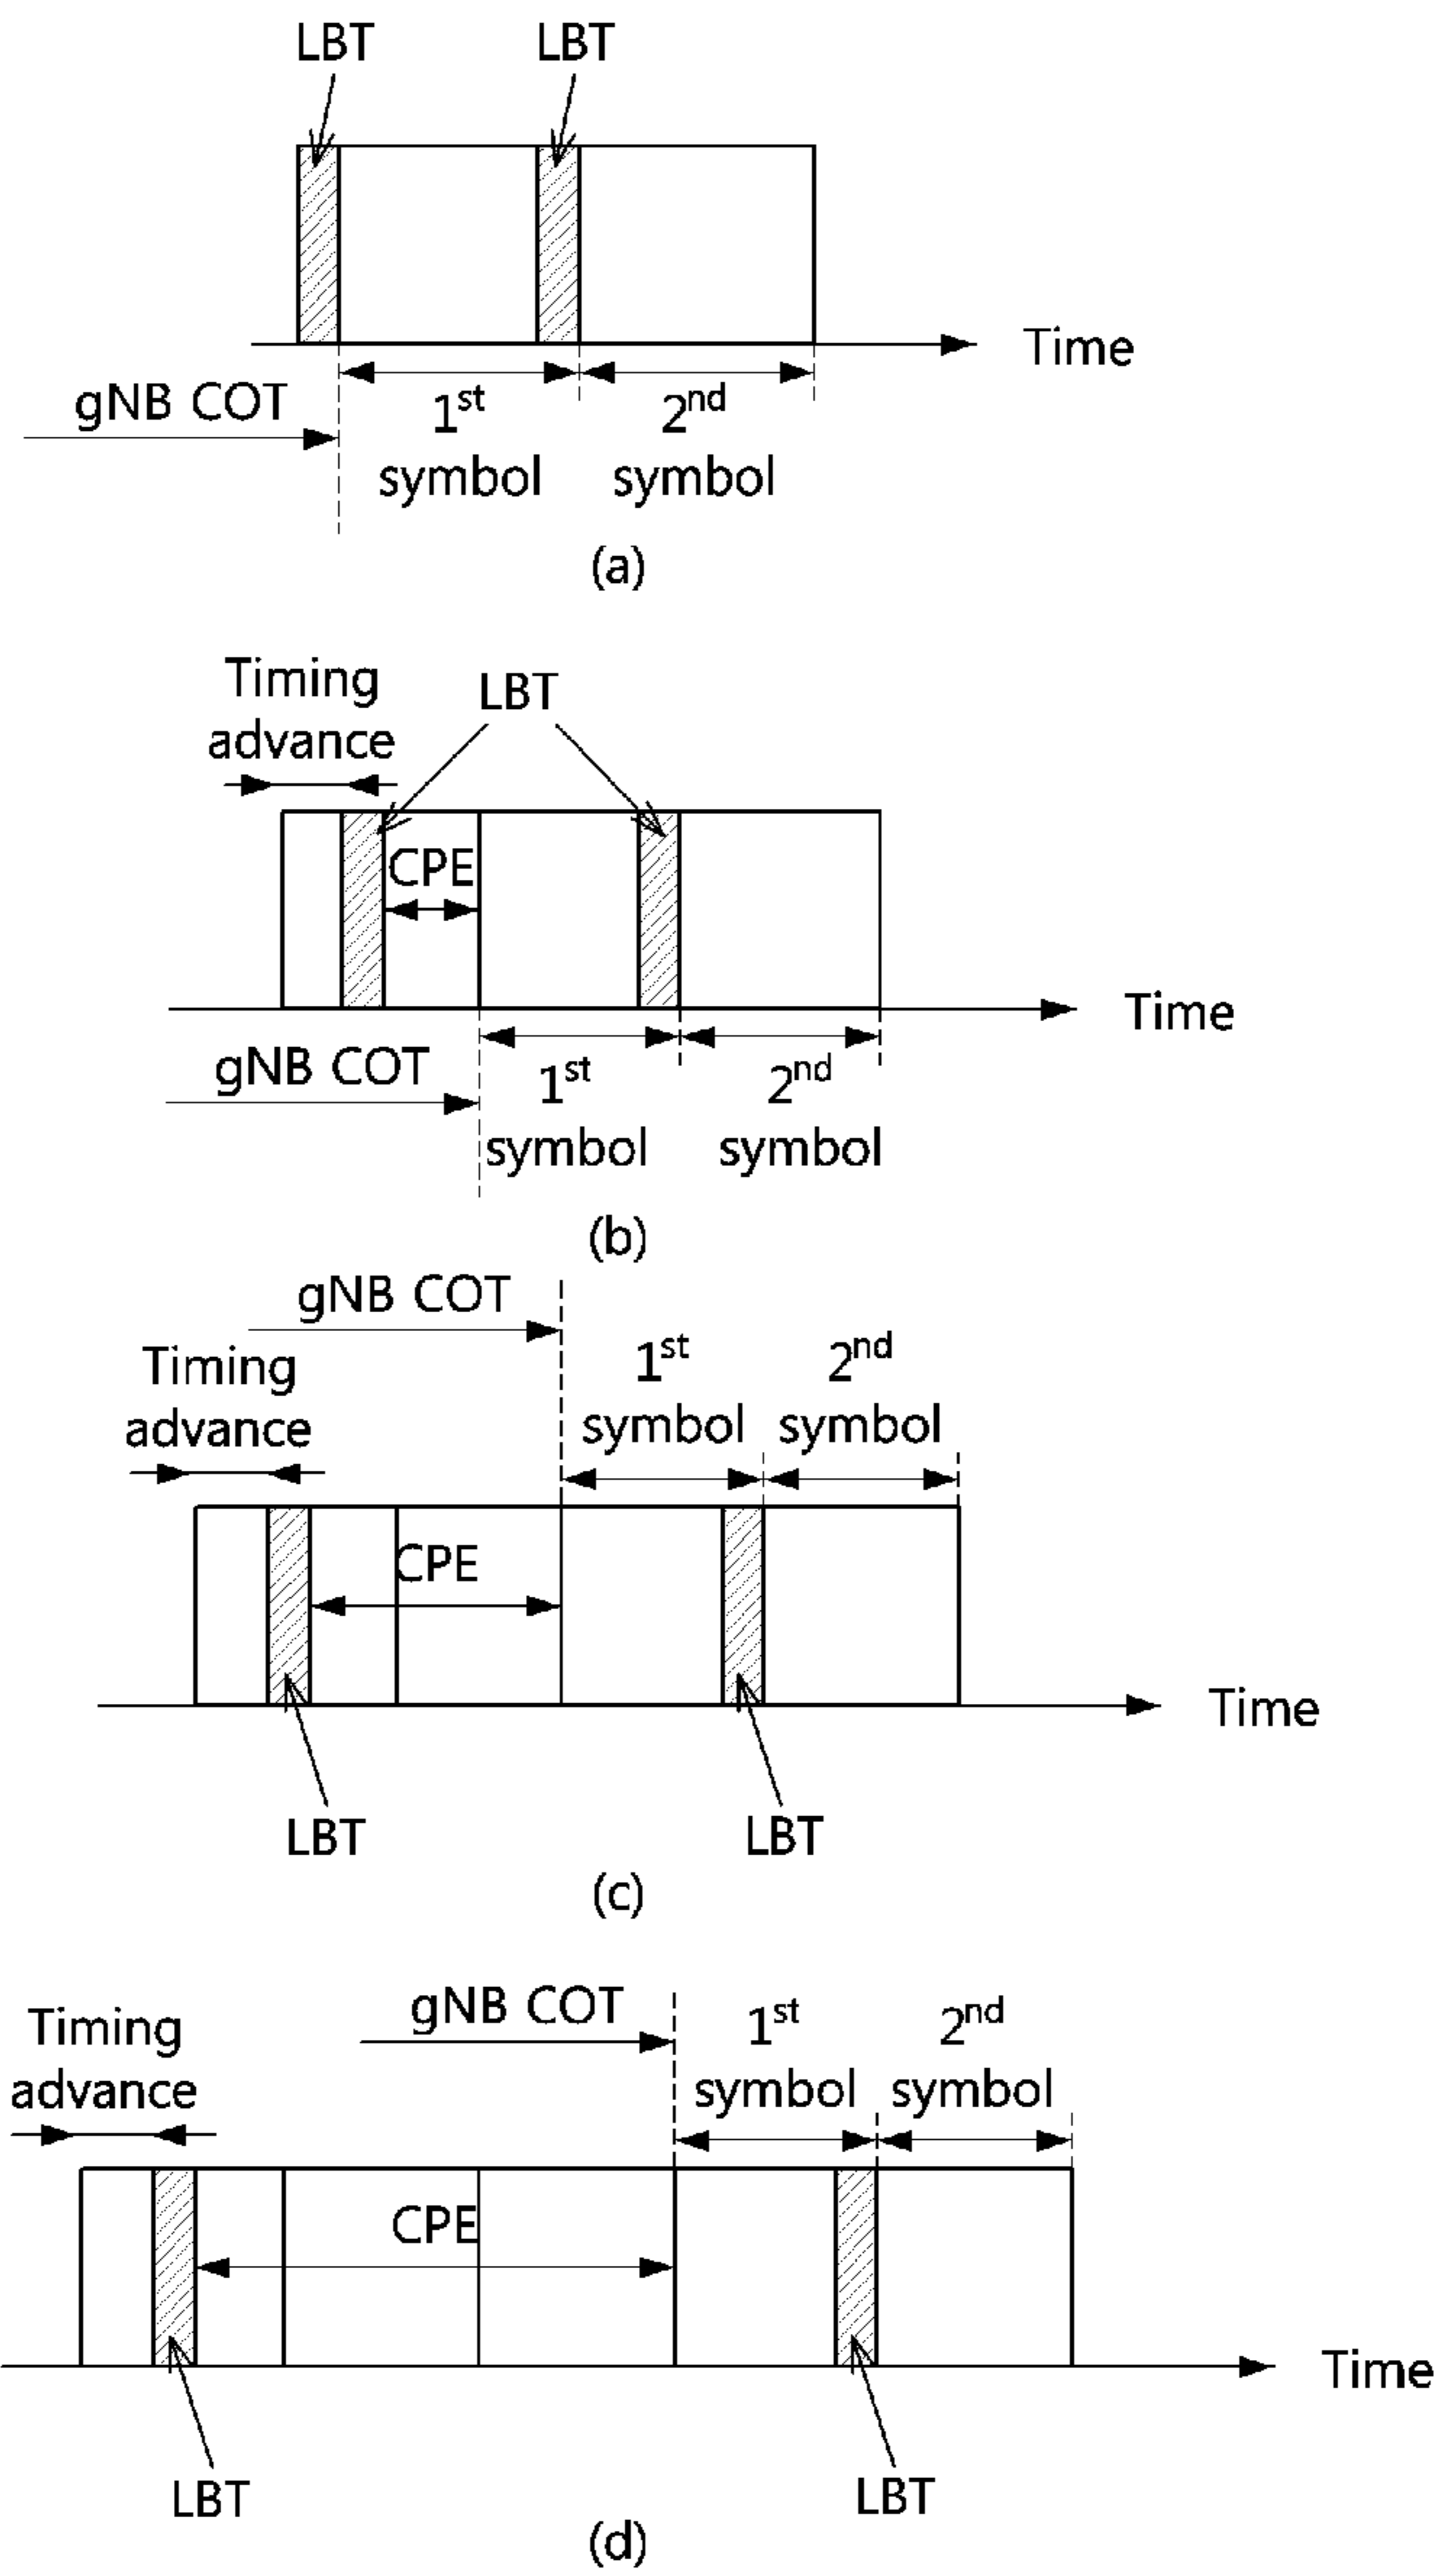 LBT LBT
Time
gNB COT 1st 2nd
symbol symbol
(a)
Timing
advance
LBT
CPE
Time
gNB COT 1st 2nd
symbol symbol
(b)
gNB COT
Timing 1st 2nd
advance symbol symbol
CPE
Time
LBT LBT
(c)
gNB COT
Timing 1st 2nd
advance symbol symbol
CPE
Time
LBT LBT
(d)